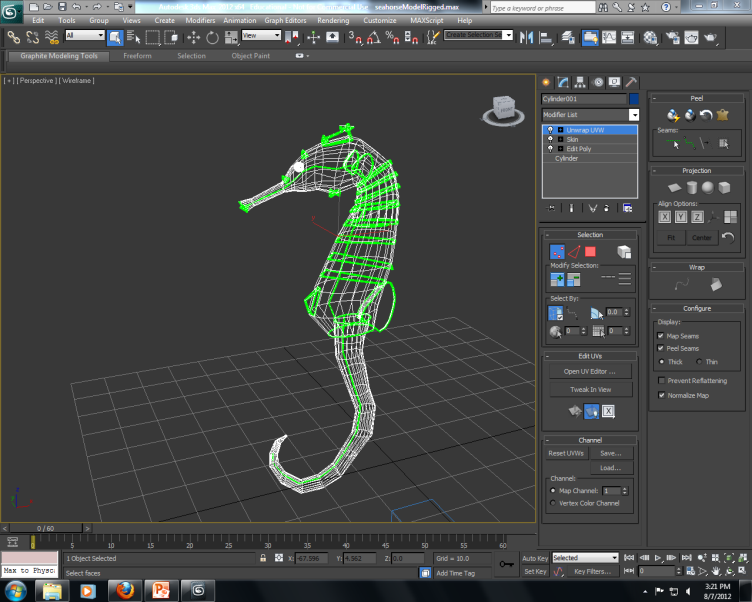 seahorseModelRigged.max
Type a keyword or phrase
Edit Tools Group Views Create Modifiers Animation Graph Editors Rendering Customize MAXScript Help
All View Create Selection Se
Graphite Modeling Tools Freeform Selection Object Paint
[ + ] [ Perspective ] [ Wireframe ]
Cylinder001
Modifier List
Unwrap UVW
Skin
Edit Poly
Cylinder
Selection
Modify Selection:
Select By:
0.0
0 0
Edit UVs
Open UV Editor ...
Tweak In View
Channel
Reset UVWs Save...
Load...
Channel:
Map Channel: 1
Vertex Color Channel
Peel
Seams:
Projection
Align Options:
X Y Z
Fit Center
Wrap
Configure
Display:
Map Seams
Peel Seams
Thick Thin
Prevent Reflattening
Normalize Map
0 / 60
0 5 10 15 20 25 30 35 40 45 50 55 60
1 Object Selected X: -67.596 Y: 4.562 Z: 0.0 Grid = 10.0 Auto Key Selected
Max to Physc Select faces Add Time Tag Set Key Key Filters... 0
3:21 PM
8/7/2012